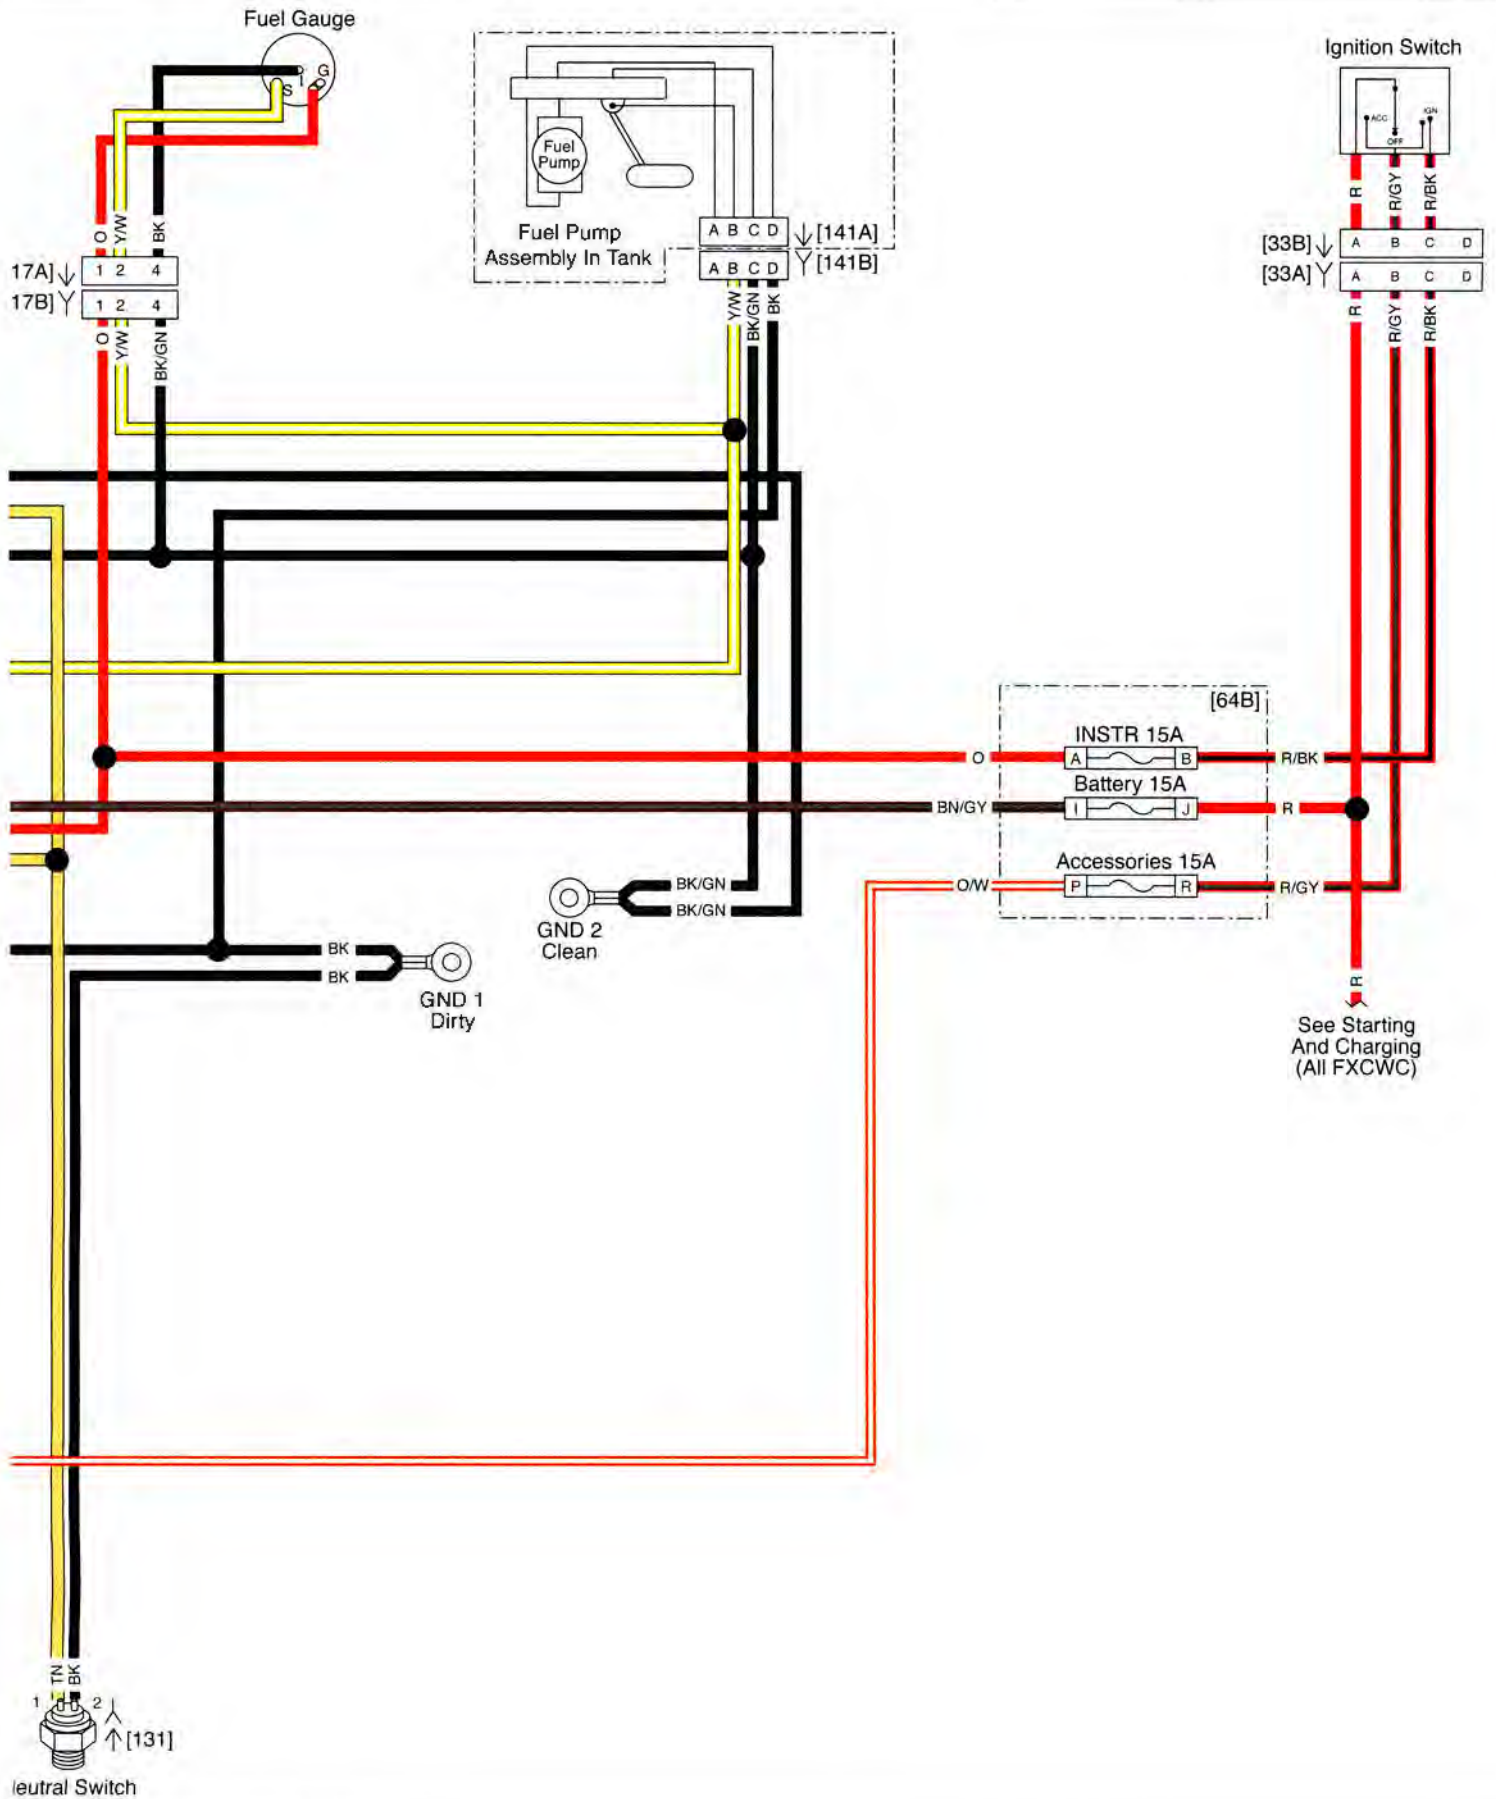 Fuel Gauge
Ignition Switch
G
I
S
ACC
IGN
OFF
Fuel
Pump
O
Y/W
BK
R
R/GY
R/BK
Fuel Pump
Assembly In Tank
A B C D
[141A]
A B C D
[141B]
[33B]
A B C D
[33A]
A B C D
17A]
1 2 4
17B]
1 2 4
O
Y/W
BK/GN
Y/W
BK/GN
BK
R
R/GY
R/BK
[64B]
INSTR 15A
O
A
B
R/BK
Battery 15A
BN/GY
I
J
R
Accessories 15A
O/W
P
R
R/GY
BK/GN
BK/GN
GND 2
Clean
BK
BK
GND 1
Dirty
R
See Starting
And Charging
(All FXCWC)
TN
BK
1
2
[131]
leutral Switch